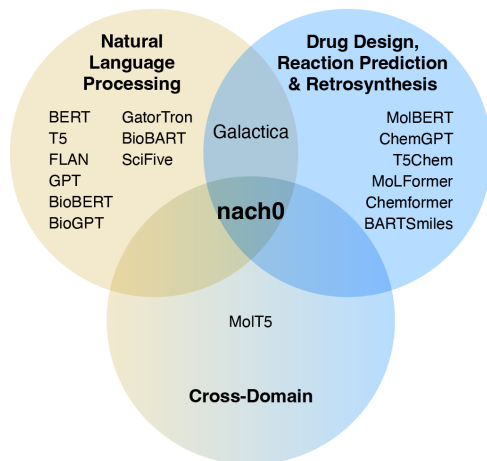 Natural
Language
Processing
BERT
T5
FLAN
GPT
BioBERT
BioGPT
GatorTron
BioBART
SciFive
Galactica
Drug Design,
Reaction Prediction
& Retrosynthesis
MolBERT
ChemGPT
T5Chem
MoLFormer
Chemformer
BARTSmiles
nach0
MolT5
Cross-Domain